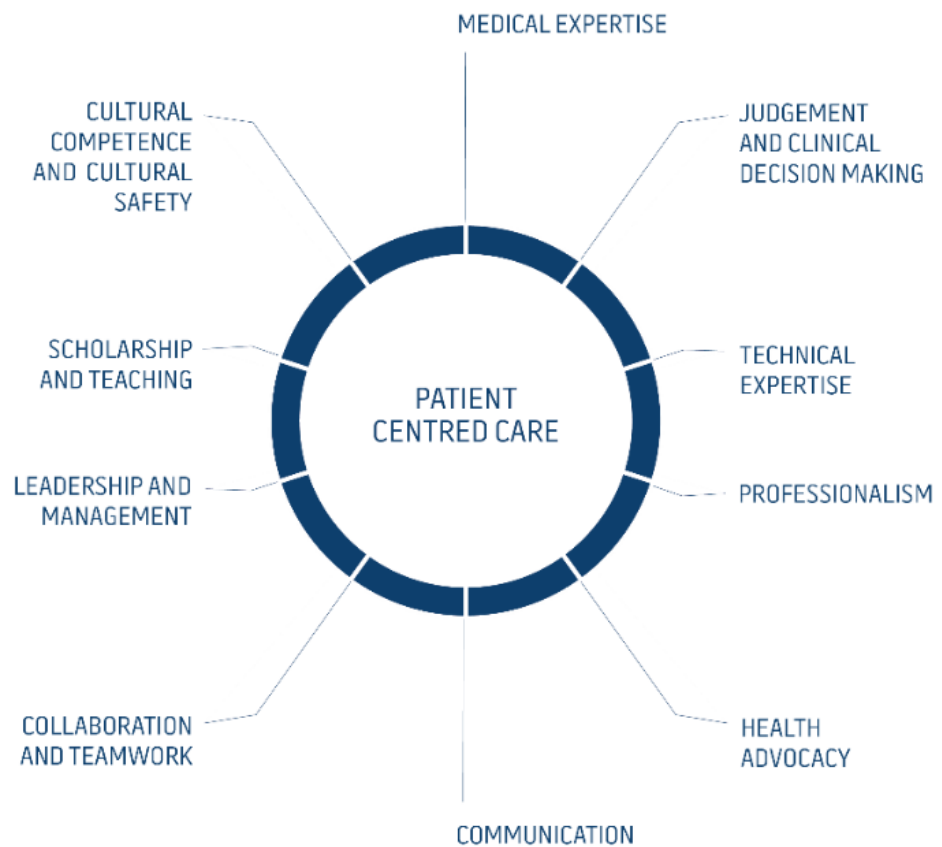 MEDICAL EXPERTISE
JUDGEMENT
AND CLINICAL
DECISION MAKING
TECHNICAL
EXPERTISE
PROFESSIONALISM
HEALTH
ADVOCACY
COMMUNICATION
COLLABORATION
AND TEAMWORK
LEADERSHIP AND
MANAGEMENT
SCHOLARSHIP
AND TEACHING
CULTURAL
COMPETENCE
AND CULTURAL
SAFETY
PATIENT
CENTRED CARE